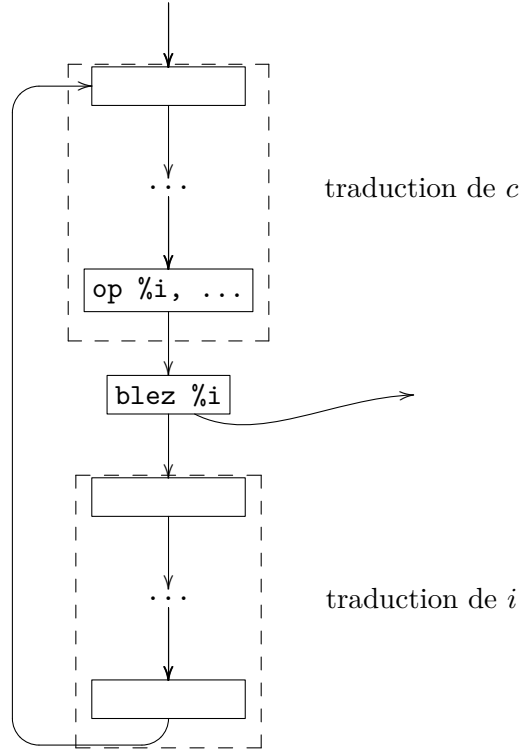 ...
traduction de c
op %i, ...
blez %i
...
traduction de i